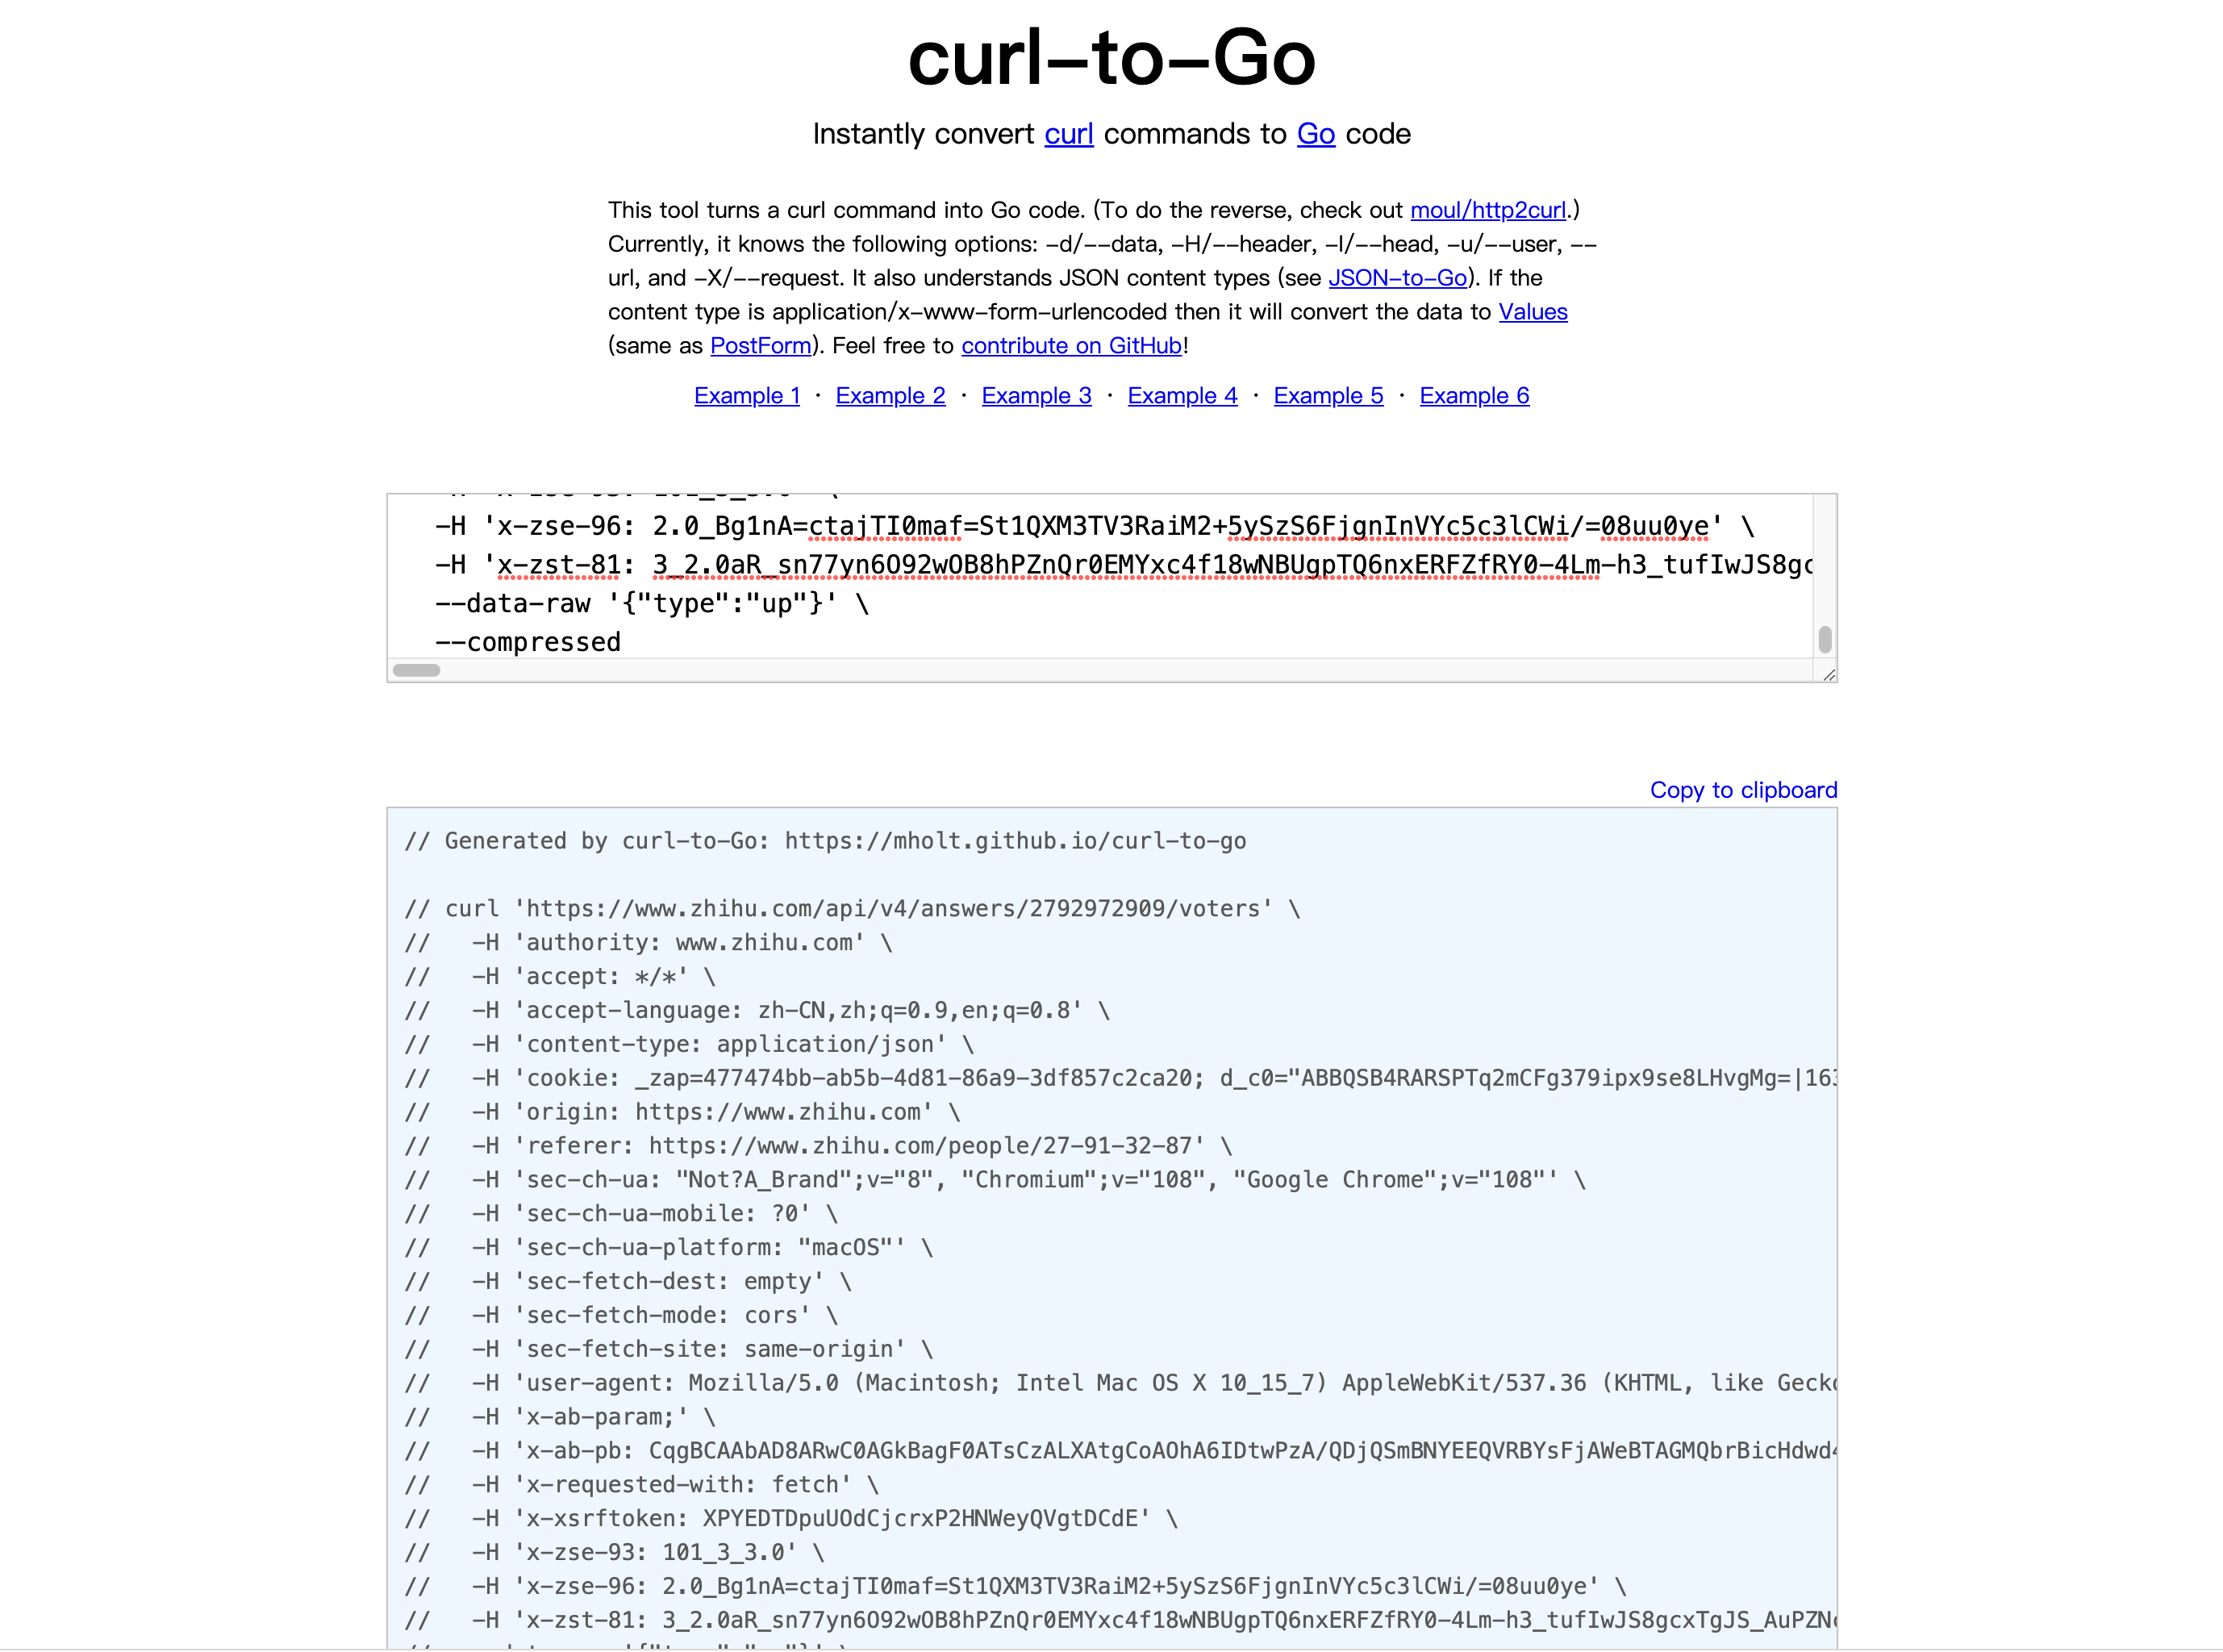 curl-to-Go
Instantly convert curl commands to Go code
This tool turns a curl command into Go code. (To do the reverse, check out moul/http2curl.)
Currently, it knows the following options: -d/--data, -H/--header, -I/--head, -u/--user, --
url, and -X/--request. It also understands JSON content types (see JSON-to-Go). If the
content type is application/x-www-form-urlencoded then it will convert the data to Values
(same as PostForm). Feel free to contribute on GitHub!
Example 1 · Example 2 · Example 3 · Example 4 · Example 5 · Example 6
-H 'x-zse-96: 2.0_Bg1nA=ctajTI0maf=St1QXM3TV3RaiM2+5ySzS6FjgnInVYc5c3lCWi/=08uu0ye' \
-H 'x-zst-81: 3_2.0aR_sn77yn6O92wOB8hPZnQr0EMYxc4f18wNBUgpTQ6nxERFZfRY0-4Lm-h3_tufIwJS8gc
--data-raw '{"type":"up"}' \
--compressed
Copy to clipboard
// Generated by curl-to-Go: https://mholt.github.io/curl-to-go
// curl 'https://www.zhihu.com/api/v4/answers/2792972909/voters' \
//   -H 'authority: www.zhihu.com' \
//   -H 'accept: */*' \
//   -H 'accept-language: zh-CN,zh;q=0.9,en;q=0.8' \
//   -H 'content-type: application/json' \
//   -H 'cookie: _zap=477474bb-ab5b-4d81-86a9-3df857c2ca20; d_c0="ABBQSB4RARSPTq2mCFg379ipx9se8LHvgMg=|163
//   -H 'origin: https://www.zhihu.com' \
//   -H 'referer: https://www.zhihu.com/people/27-91-32-87' \
//   -H 'sec-ch-ua: "Not?A_Brand";v="8", "Chromium";v="108", "Google Chrome";v="108"' \
//   -H 'sec-ch-ua-mobile: ?0' \
//   -H 'sec-ch-ua-platform: "macOS"' \
//   -H 'sec-fetch-dest: empty' \
//   -H 'sec-fetch-mode: cors' \
//   -H 'sec-fetch-site: same-origin' \
//   -H 'user-agent: Mozilla/5.0 (Macintosh; Intel Mac OS X 10_15_7) AppleWebKit/537.36 (KHTML, like Gecko
//   -H 'x-ab-param;' \
//   -H 'x-ab-pb: CqgBCAAbAD8ARwC0AGkBagF0ATsCzALXAtgCoAOhA6IDtwPzA/QDjQSmBNYEEQVRBYsFjAWeBTAGMQbrBicHdwd4
//   -H 'x-requested-with: fetch' \
//   -H 'x-xsrftoken: XPYEDTDpuUOdCjcrxP2HNWeyQVgtDCdE' \
//   -H 'x-zse-93: 101_3_3.0' \
//   -H 'x-zse-96: 2.0_Bg1nA=ctajTI0maf=St1QXM3TV3RaiM2+5ySzS6FjgnInVYc5c3lCWi/=08uu0ye' \
//   -H 'x-zst-81: 3_2.0aR_sn77yn6O92wOB8hPZnQr0EMYxc4f18wNBUgpTQ6nxERFZfRY0-4Lm-h3_tufIwJS8gcxTgJS_AuPZN